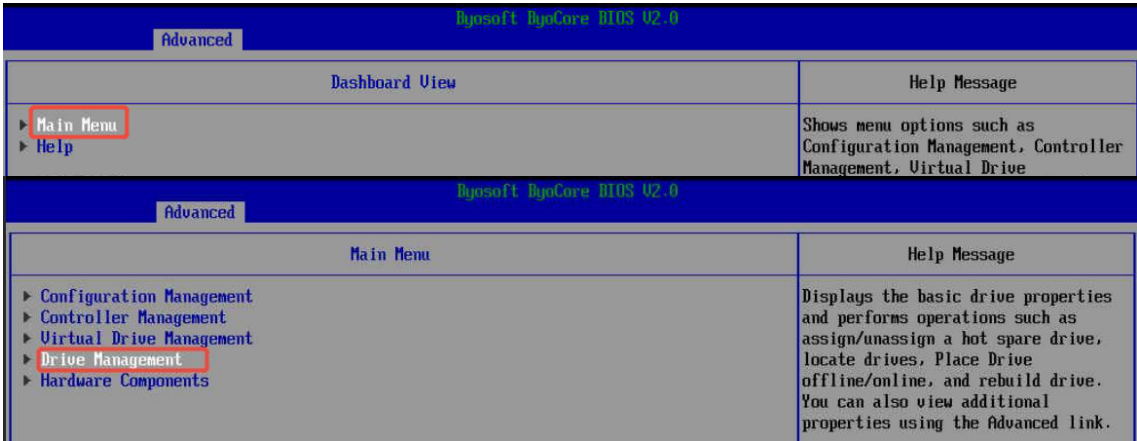 Byosoft ByoCore BIOS V2.0
Advanced
Dashboard View
Help Message
Main Menu
Help
Shows menu options such as
Configuration Management, Controller
Management, Virtual Drive
Byosoft ByoCore BIOS V2.0
Advanced
Main Menu
Help Message
Configuration Management
Controller Management
Virtual Drive Management
Drive Management
Hardware Components
Displays the basic drive properties
and performs operations such as
assign/unassign a hot spare drive,
locate drives, Place Drive
offline/online, and rebuild drive.
You can also view additional
properties using the Advanced link.